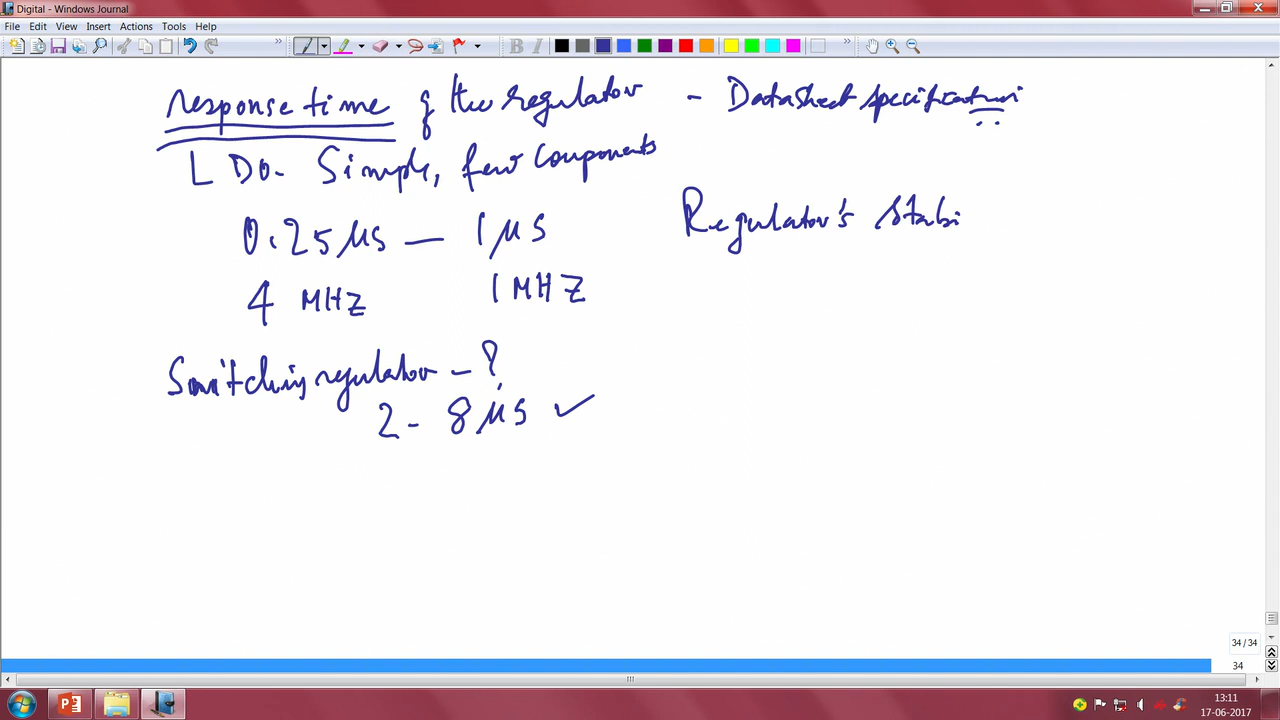 Digital - Windows Journal
File Edit View Insert Actions Tools Help
response time of the regulator - Datasheet specification
LDO- Simple, few components
Regulator's stabi
0.25 μs — 1 μs
4 MHZ 1 MHZ
Switching regulator - ?
2 - 8 μs ✓
34 / 34
34
13:11
17-06-2017